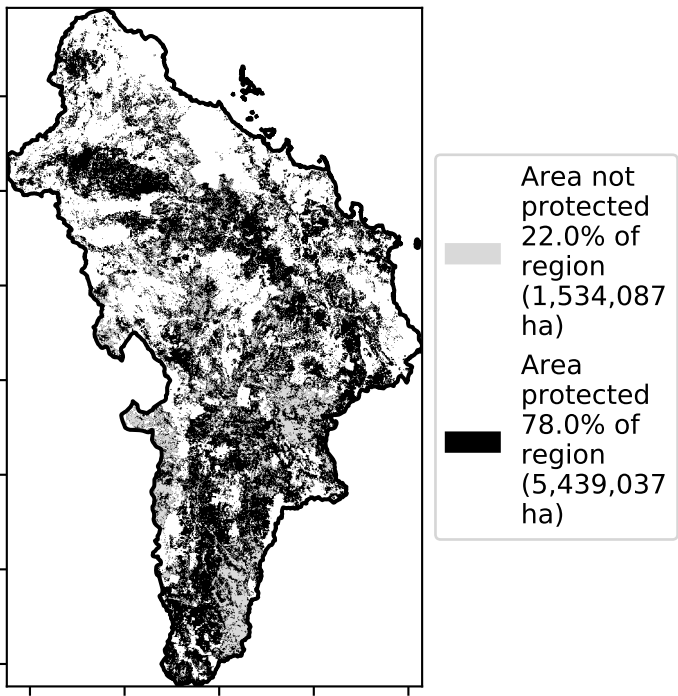 Area not
protected
22.0% of
region
(1,534,087
ha)
Area
protected
78.0% of
region
(5,439,037
ha)